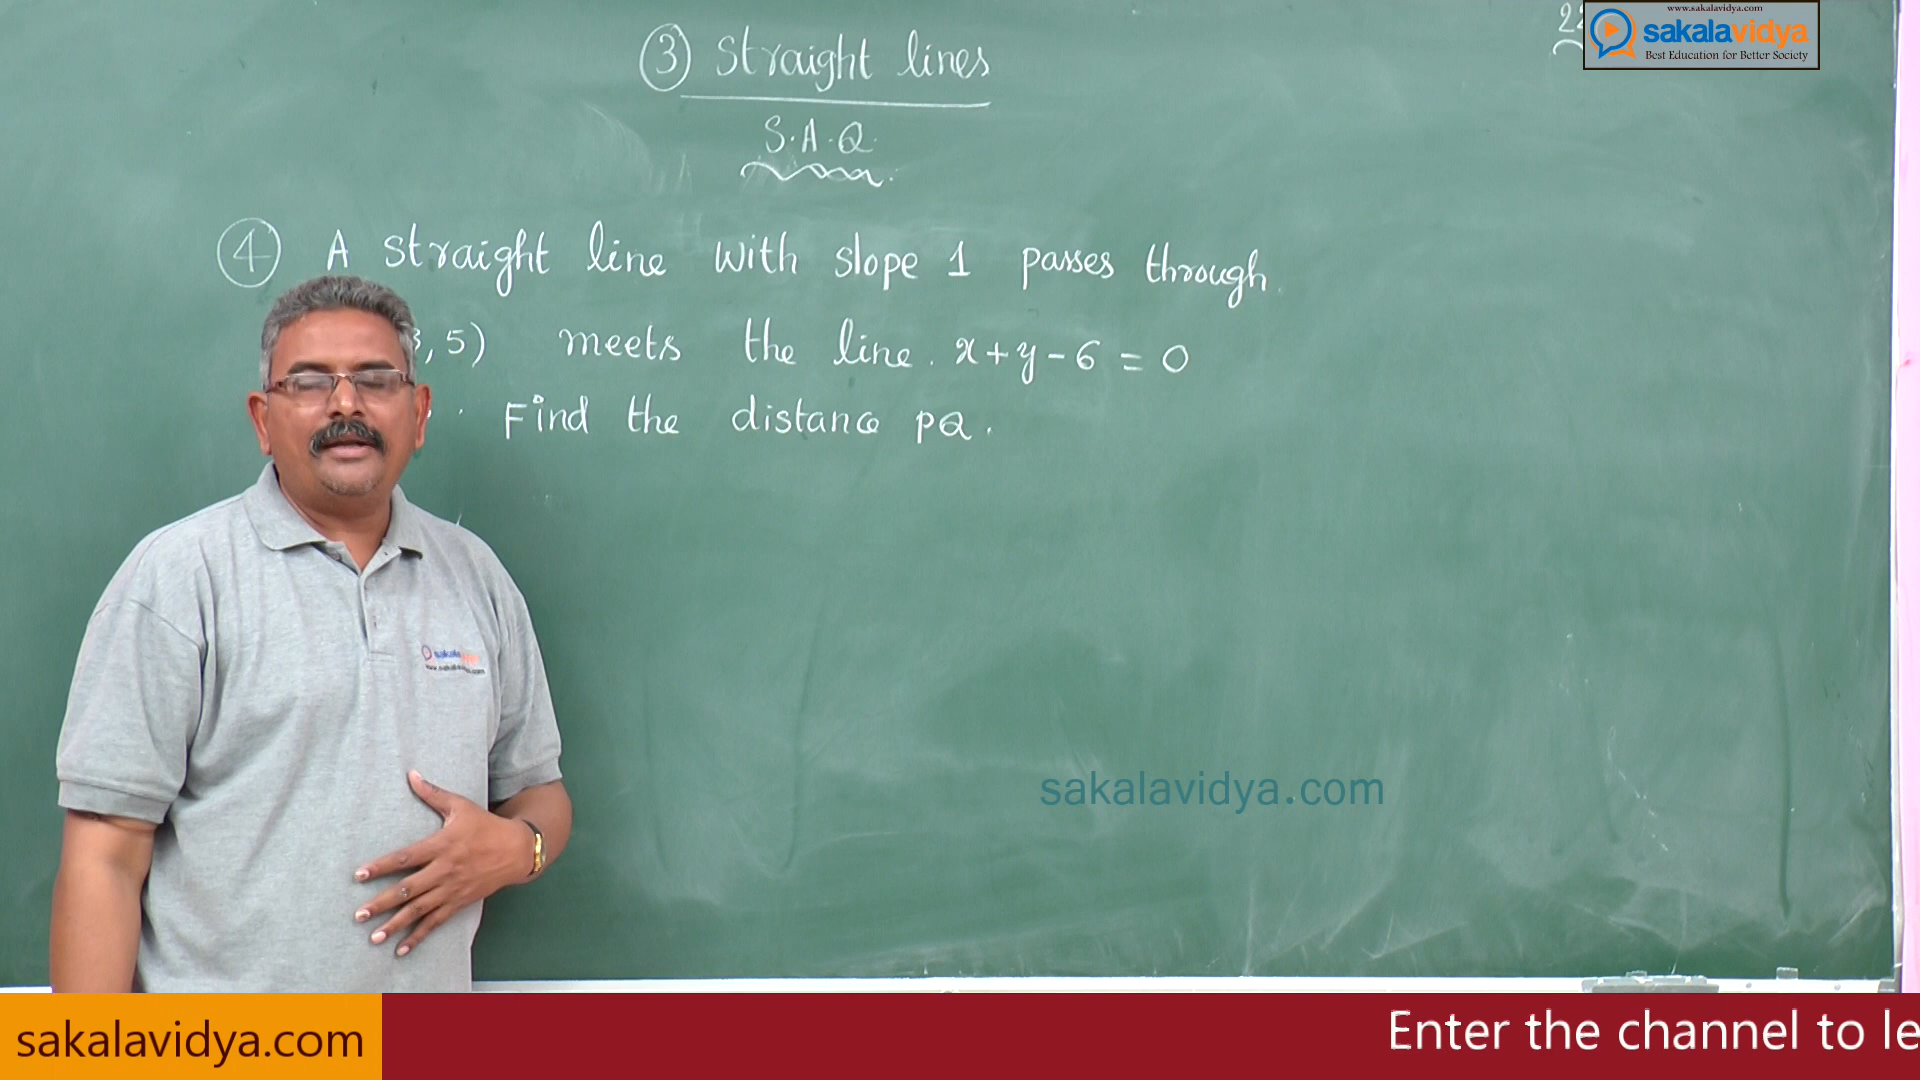 www.sakalavidya.com
sakalavidya
Best Education for Better Society
3 Straight lines
S.A.Q.
4 A straight line with slope 1 passes through
, 5) meets the line. x+y-6=0
. Find the distance PQ.
sakalavidya.com
sakalavidya.com
Enter the channel to le